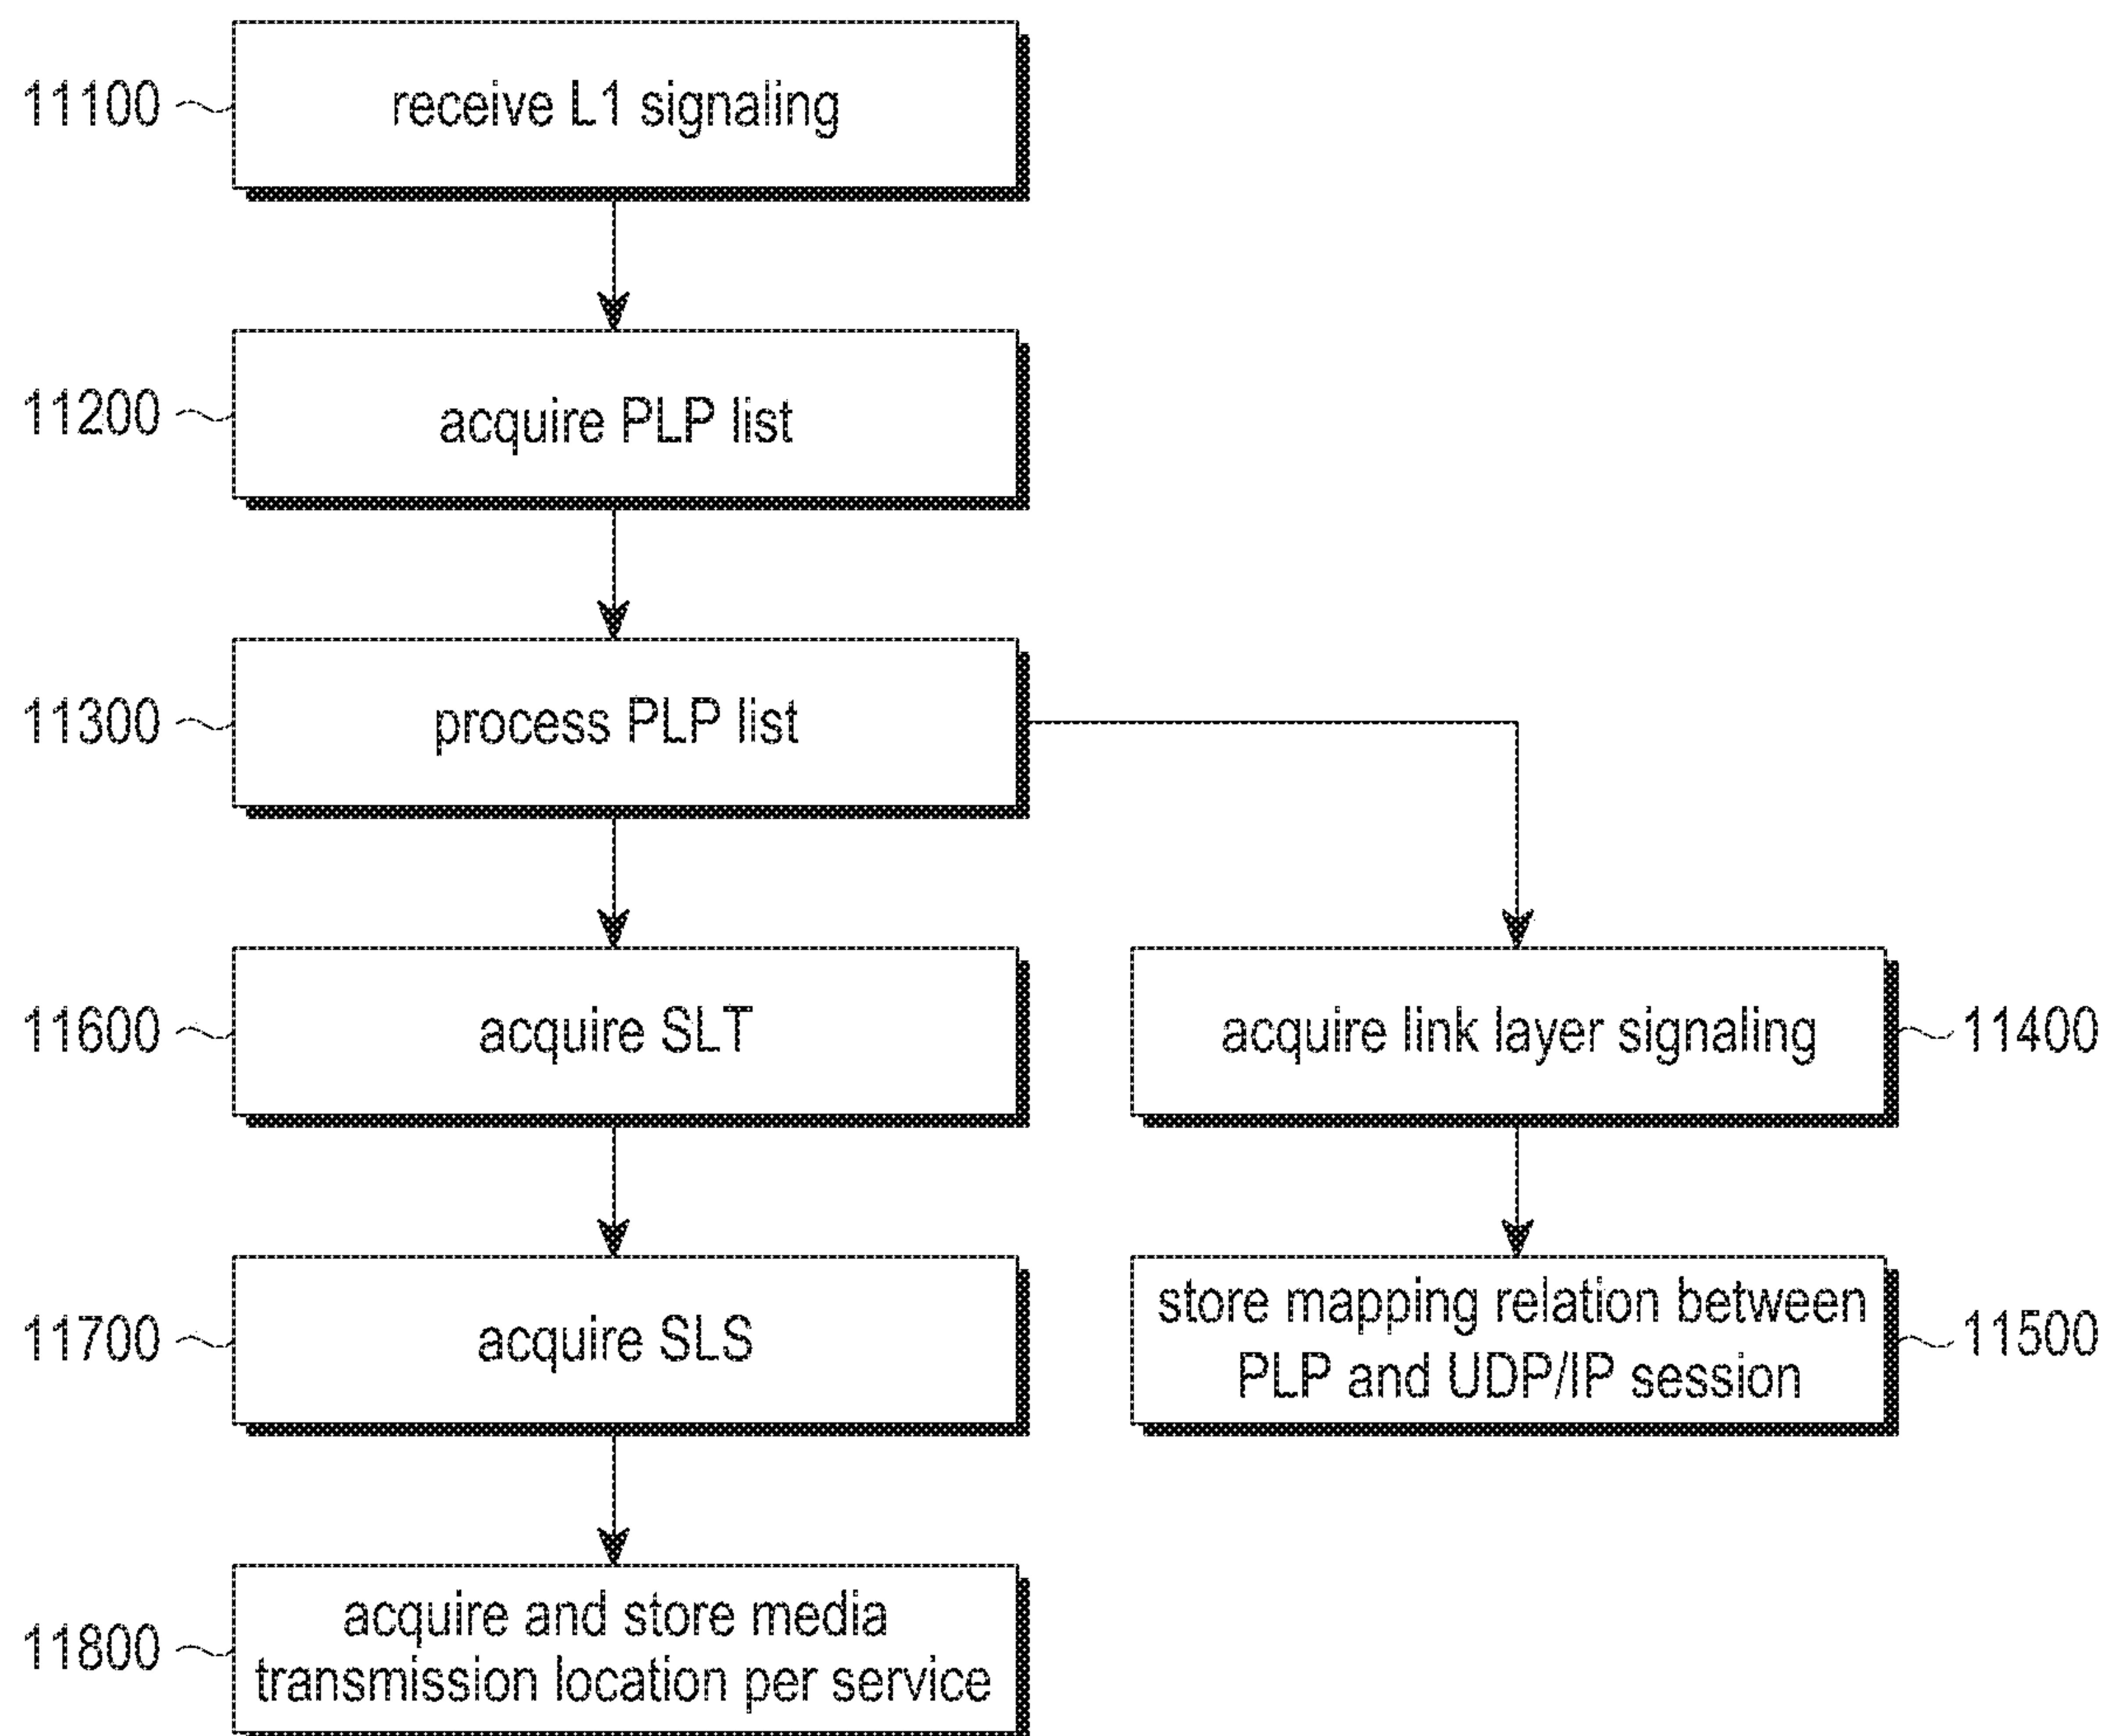 11100
receive L1 signaling
11200
acquire PLP list
11300
process PLP list
11600
acquire SLT
acquire link layer signaling
11400
11700
acquire SLS
store mapping relation between
PLP and UDP/IP session
11500
11800
acquire and store media
transmission location per service